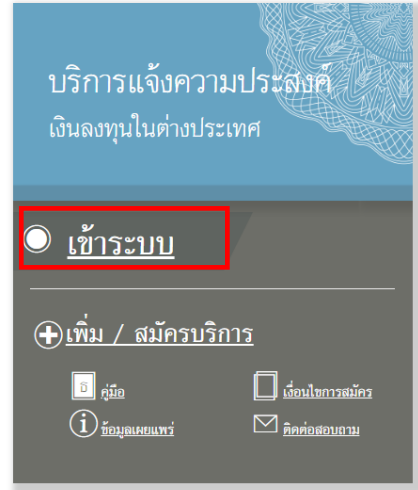 บริการแจ้งความประสงค์
เงินลงทุนในต่างประเทศ
เข้าระบบ
เพิ่ม / สมัครบริการ
ธ คู่มือ
เงื่อนไขการสมัคร
i ข้อมูลเผยแพร่
ติดต่อสอบถาม